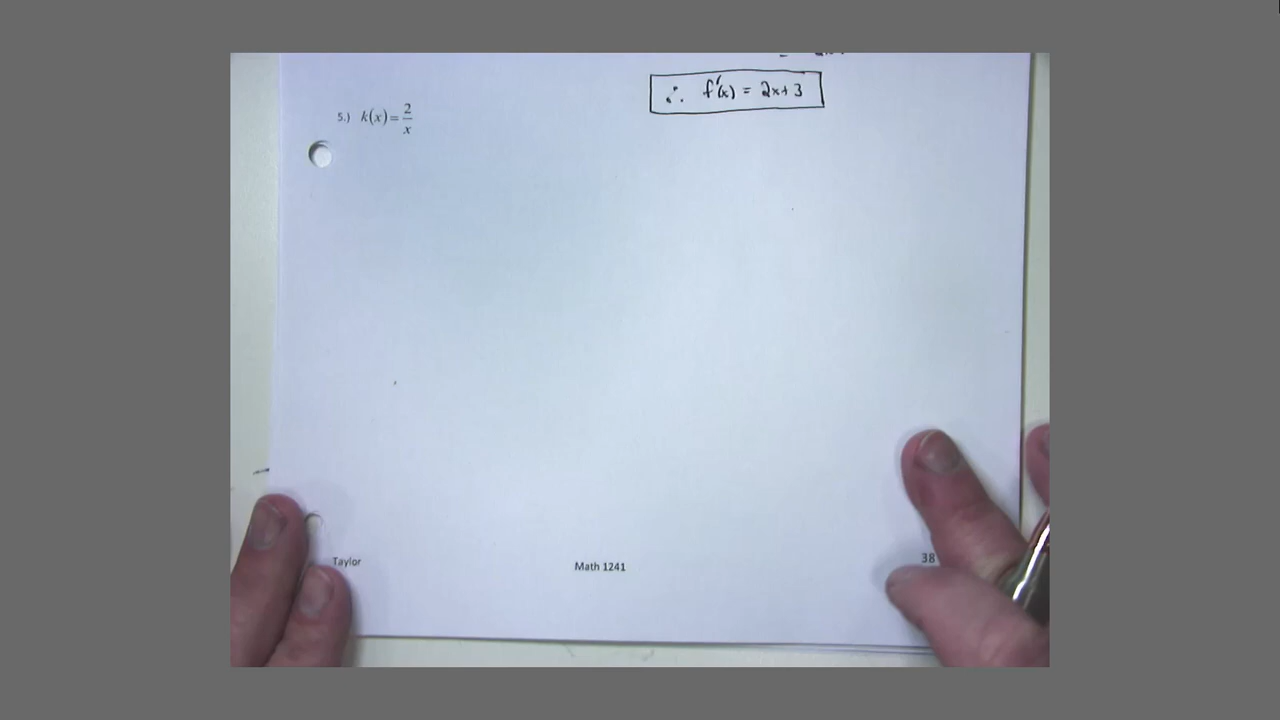 ∴ f'(x) = 2x+3
5.) k(x) = 2/x
Taylor Math 1241 38